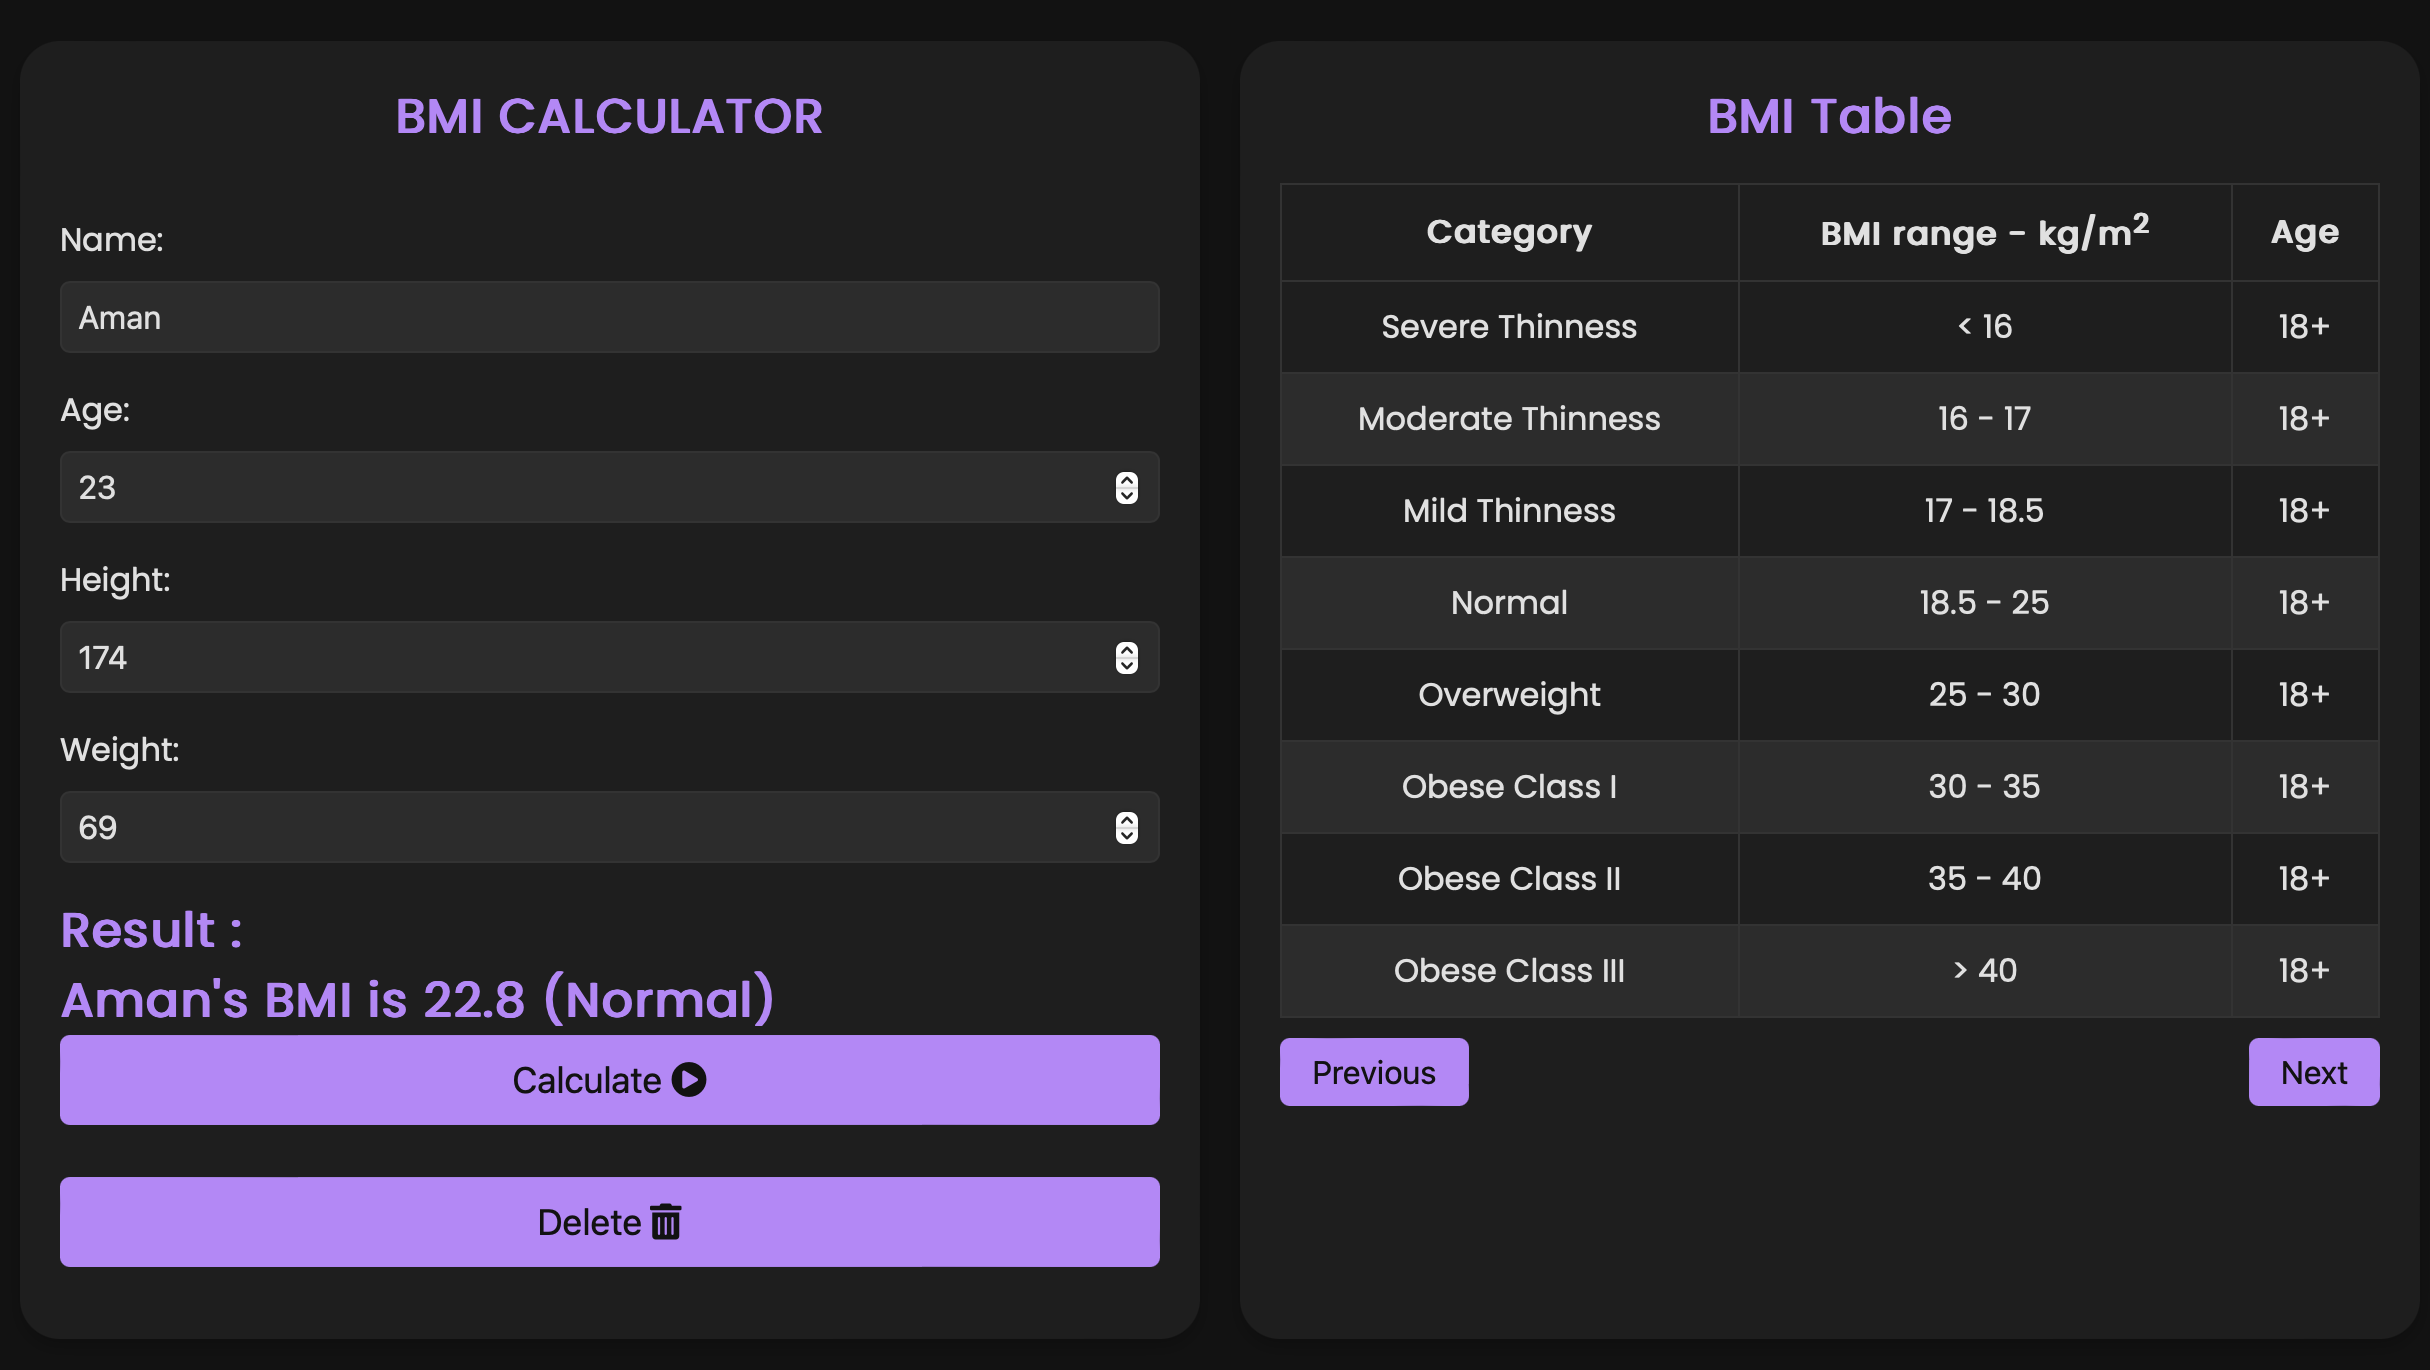 BMI CALCULATOR
Name:
Aman
Age:
23
Height:
174
Weight:
69
Result :
Aman's BMI is 22.8 (Normal)
Calculate
Delete
BMI Table
Category BMI range - kg/m² Age
Severe Thinness < 16 18+
Moderate Thinness 16 - 17 18+
Mild Thinness 17 - 18.5 18+
Normal 18.5 - 25 18+
Overweight 25 - 30 18+
Obese Class I 30 - 35 18+
Obese Class II 35 - 40 18+
Obese Class III > 40 18+
Previous Next